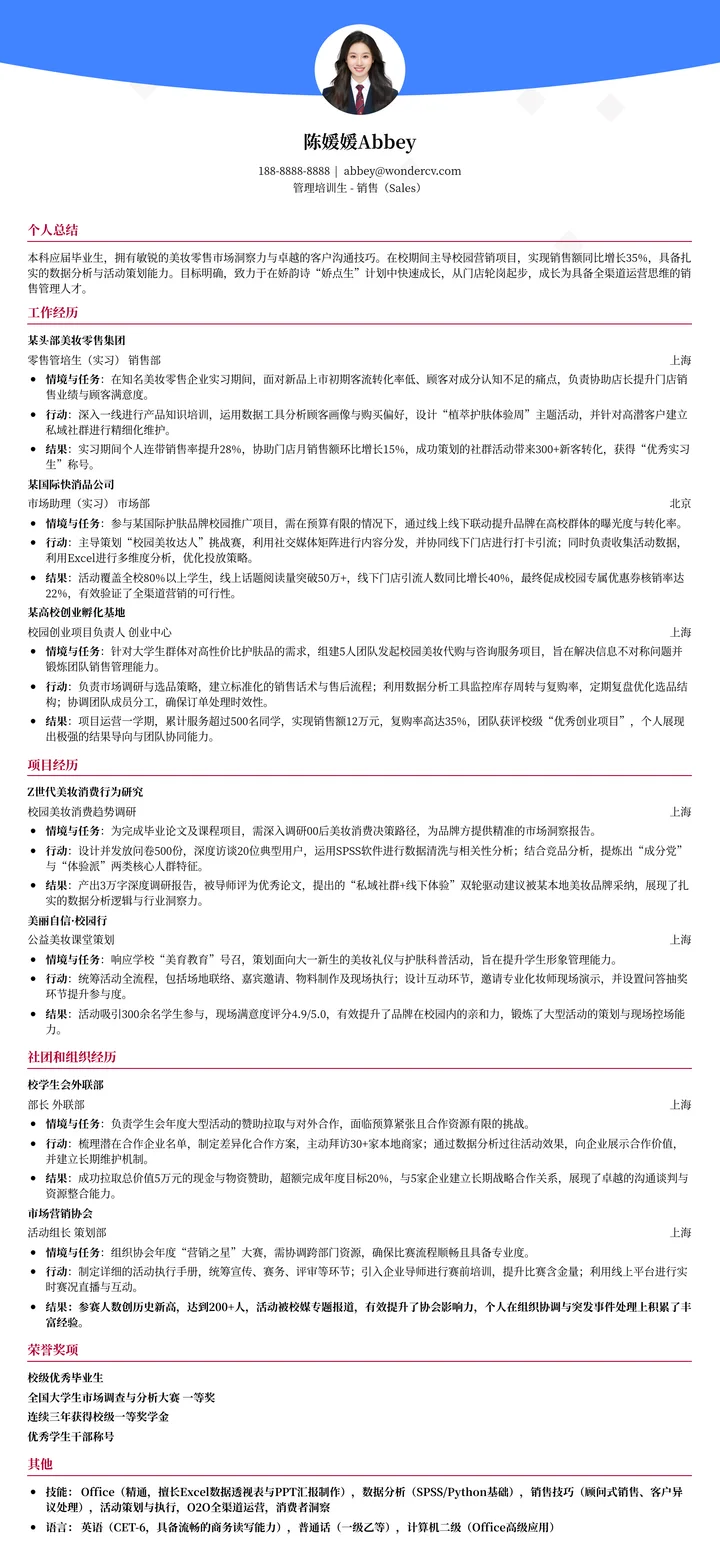 陈媛媛Abbey
188-8888-8888 | abbey@wondercv.com
管理培训生 - 销售（Sales）
个人总结
本科应届毕业生，拥有敏锐的美妆零售市场洞察力与卓越的客户沟通技巧。在校期间主导校园营销项目，实现销售额同比增长35%，具备扎
实的数据分析与活动策划能力。目标明确，致力于在娇韵诗“娇点生”计划中快速成长，从门店轮岗起步，成长为具备全渠道运营思维的销
售管理人才。
工作经历
某头部美妆零售集团
零售管培生（实习） 销售部 上海
• 情境与任务：在知名美妆零售企业实习期间，面对新品上市初期客流转化率低、顾客对成分认知不足的痛点，负责协助店长提升门店销
售业绩与顾客满意度。
• 行动：深入一线进行产品知识培训，运用数据工具分析顾客画像与购买偏好，设计“植萃护肤体验周”主题活动，并针对高潜客户建立
私域社群进行精细化维护。
• 结果：实习期间个人连带销售率提升28%，协助门店月销售额环比增长15%，成功策划的社群活动带来300+新客转化，获得“优秀实习
生”称号。
某国际快消品公司
市场助理（实习） 市场部 北京
• 情境与任务：参与某国际护肤品牌校园推广项目，需在预算有限的情况下，通过线上线下联动提升品牌在高校群体的曝光度与转化率。
• 行动：主导策划“校园美妆达人”挑战赛，利用社交媒体矩阵进行内容分发，并协同线下门店进行打卡引流；同时负责收集活动数据，
利用Excel进行多维度分析，优化投放策略。
• 结果：活动覆盖全校80%以上学生，线上话题阅读量突破50万+，线下门店引流人数同比增长40%，最终促成校园专属优惠券核销率达
22%，有效验证了全渠道营销的可行性。
某高校创业孵化基地
校园创业项目负责人 创业中心 上海
• 情境与任务：针对大学生群体对高性价比护肤品的需求，组建5人团队发起校园美妆代购与咨询服务项目，旨在解决信息不对称问题并
锻炼团队销售管理能力。
• 行动：负责市场调研与选品策略，建立标准化的销售话术与售后流程；利用数据分析工具监控库存周转与复购率，定期复盘优化选品结
构；协调团队成员分工，确保订单处理时效性。
• 结果：项目运营一学期，累计服务超过500名同学，实现销售额12万元，复购率高达35%，团队获评校级“优秀创业项目”，个人展现
出极强的结果导向与团队协同能力。
项目经历
Z世代美妆消费行为研究
校园美妆消费趋势调研 上海
• 情境与任务：为完成毕业论文及课程项目，需深入调研00后美妆消费决策路径，为品牌方提供精准的市场洞察报告。
• 行动：设计并发放问卷500份，深度访谈20位典型用户，运用SPSS软件进行数据清洗与相关性分析；结合竞品分析，提炼出“成分党”
与“体验派”两类核心人群特征。
• 结果：产出3万字深度调研报告，被导师评为优秀论文，提出的“私域社群+线下体验”双轮驱动建议被某本地美妆品牌采纳，展现了扎
实的数据分析逻辑与行业洞察力。
美丽自信·校园行
公益美妆课堂策划 上海
• 情境与任务：响应学校“美育教育”号召，策划面向大一新生的美妆礼仪与护肤科普活动，旨在提升学生形象管理能力。
• 行动：统筹活动全流程，包括场地联络、嘉宾邀请、物料制作及现场执行；设计互动环节，邀请专业化妆师现场演示，并设置问答抽奖
环节提升参与度。
• 结果：活动吸引300余名学生参与，现场满意度评分4.9/5.0，有效提升了品牌在校园内的亲和力，锻炼了大型活动的策划与现场控场能
力。
社团和组织经历
校学生会外联部
部长 外联部 上海
• 情境与任务：负责学生会年度大型活动的赞助拉取与对外合作，面临预算紧张且合作资源有限的挑战。
• 行动：梳理潜在合作企业名单，制定差异化合作方案，主动拜访30+家本地商家；通过数据分析过往活动效果，向企业展示合作价值，
并建立长期维护机制。
• 结果：成功拉取总价值5万元的现金与物资赞助，超额完成年度目标20%，与5家企业建立长期战略合作关系，展现了卓越的沟通谈判与
资源整合能力。
市场营销协会
活动组长 策划部 上海
• 情境与任务：组织协会年度“营销之星”大赛，需协调跨部门资源，确保比赛流程顺畅且具备专业度。
• 行动：制定详细的活动执行手册，统筹宣传、赛务、评审等环节；引入企业导师进行赛前培训，提升比赛含金量；利用线上平台进行实
时赛况直播与互动。
• 结果：参赛人数创历史新高，达到200+人，活动被校媒专题报道，有效提升了协会影响力，个人在组织协调与突发事件处理上积累了丰
富经验。
荣誉奖项
校级优秀毕业生
全国大学生市场调查与分析大赛 一等奖
连续三年获得校级一等奖学金
优秀学生干部称号
其他
• 技能： Office（精通，擅长Excel数据透视表与PPT汇报制作），数据分析（SPSS/Python基础），销售技巧（顾问式销售、客户异
议处理），活动策划与执行，O2O全渠道运营，消费者洞察
• 语言： 英语（CET-6，具备流畅的商务读写能力），普通话（一级乙等），计算机二级（Office高级应用）